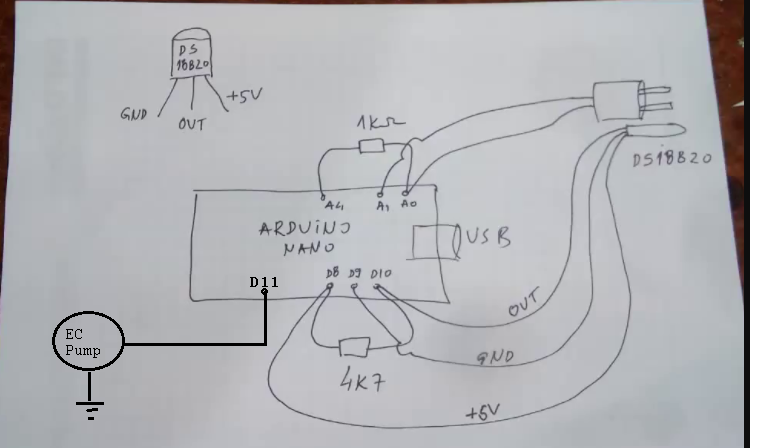 DS
18B20
GND
OUT
+5V
1KΩ
DS18B20
A4
A1
A0
ARDUiNO
NANO
USB
D11
D8
D9
D10
EC
Pump
OUT
GND
4K7
+5V